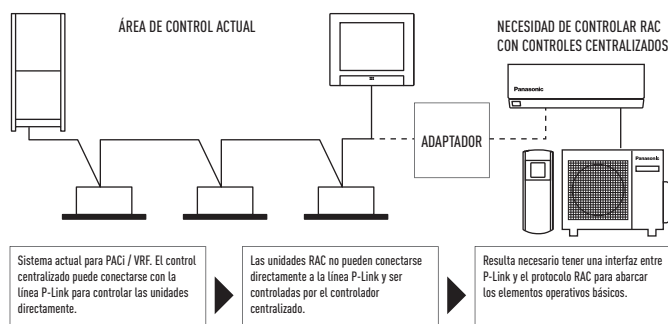 ÁREA DE CONTROL ACTUAL
NECESIDAD DE CONTROLAR RAC
CON CONTROLES CENTRALIZADOS
Panasonic
ADAPTADOR
Panasonic
Sistema actual para PACi / VRF. El control
centralizado puede conectarse con la
línea P-Link para controlar las unidades
directamente.
Las unidades RAC no pueden conectarse
directamente a la línea P-Link y ser
controladas por el controlador
centralizado.
Resulta necesario tener una interfaz entre
P-Link y el protocolo RAC para abarcar
los elementos operativos básicos.